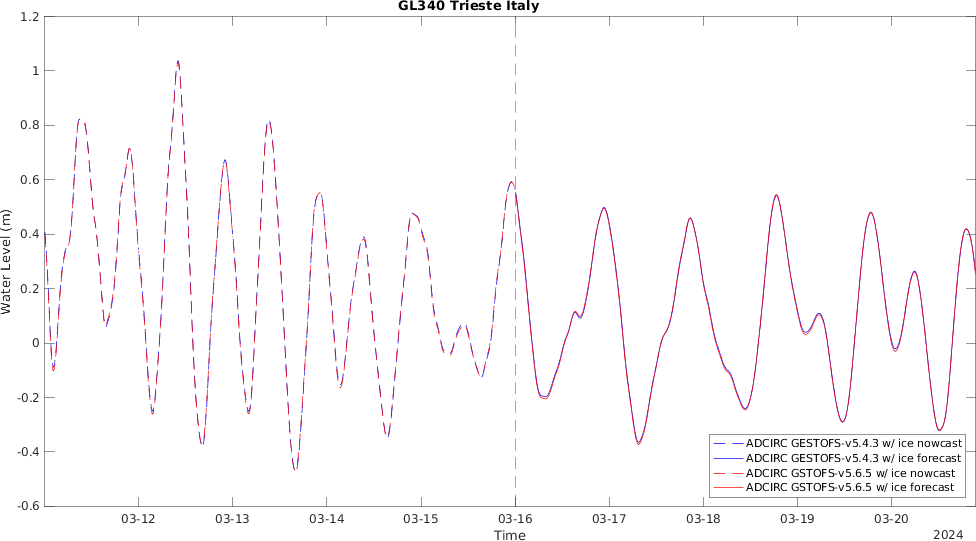 GL340 Trieste Italy
1.2
1
0.8
0.6
0.4
0.2
0
-0.2
-0.4
-0.6
Water Level (m)
ADCIRC GESTOFS-v5.4.3 w/ ice nowcast
ADCIRC GESTOFS-v5.4.3 w/ ice forecast
ADCIRC GSTOFS-v5.6.5 w/ ice nowcast
ADCIRC GSTOFS-v5.6.5 w/ ice forecast
03-12 03-13 03-14 03-15 03-16 03-17 03-18 03-19 03-20
Time
2024